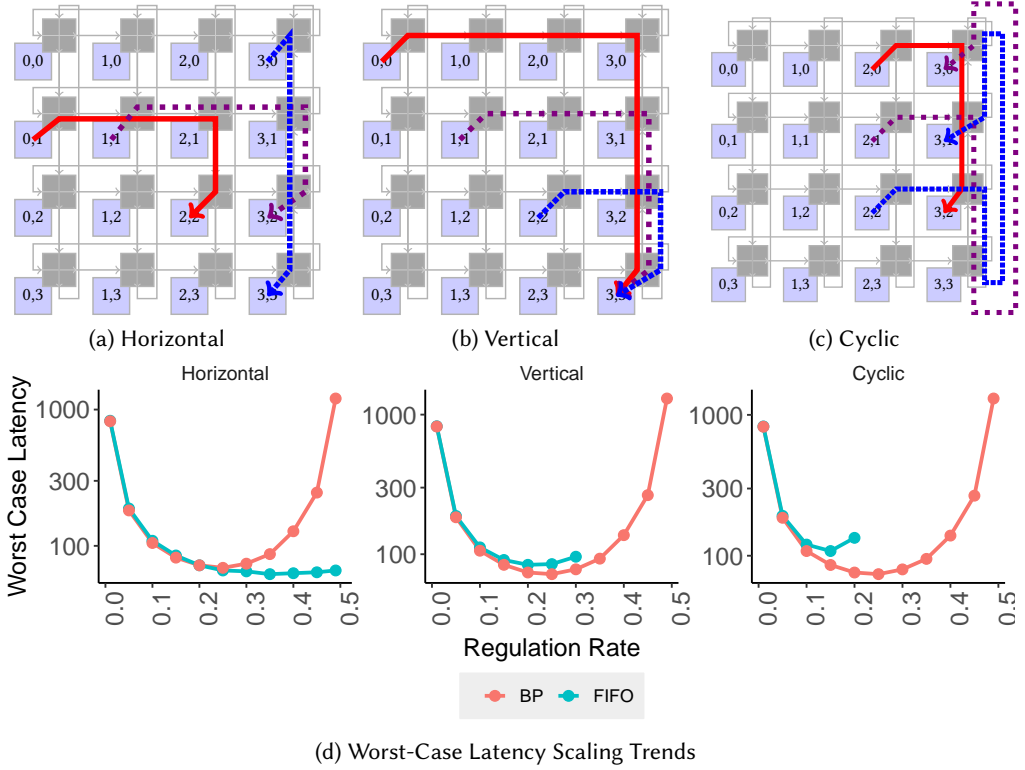 0,0 1,0 2,0 3,0 0,0 1,0 2,0 3,0 0,0 1,0 2,0 3,0
0,1 1,1 2,1 3,1 0,1 1,1 2,1 3,1 0,1 1,1 2,1 3,1
0,2 1,2 2,2 3,2 0,2 1,2 2,2 3,2 0,2 1,2 2,2 3,2
0,3 1,3 2,3 3,3 0,3 1,3 2,3 3,3 0,3 1,3 2,3 3,3
(a) Horizontal (b) Vertical (c) Cyclic
Horizontal Vertical Cyclic
Worst Case Latency
1000 1000 1000
300 300 300
100 100 100
0.0 0.1 0.2 0.3 0.4 0.5 0.0 0.1 0.2 0.3 0.4 0.5 0.0 0.1 0.2 0.3 0.4 0.5
Regulation Rate
BP FIFO
(d) Worst-Case Latency Scaling Trends